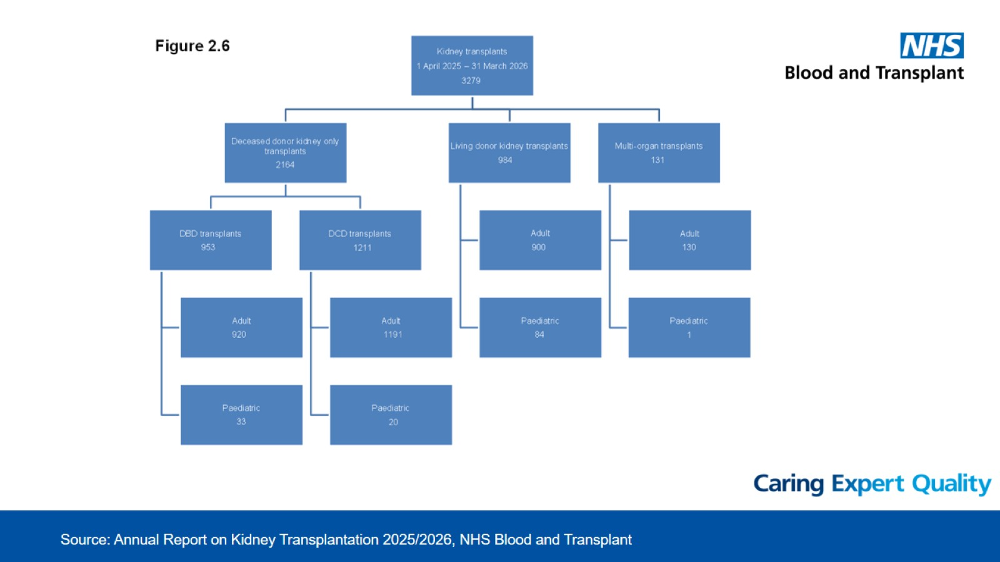 Figure 2.6
NHS
Blood and Transplant
Kidney transplants
1 April 2025 – 31 March 2026
3279
Deceased donor kidney only
transplants
2164
Living donor kidney transplants
984
Multi-organ transplants
131
DBD transplants
953
DCD transplants
1211
Adult
900
Adult
130
Adult
920
Adult
1191
Paediatric
84
Paediatric
1
Paediatric
33
Paediatric
20
Caring Expert Quality
Source: Annual Report on Kidney Transplantation 2025/2026, NHS Blood and Transplant